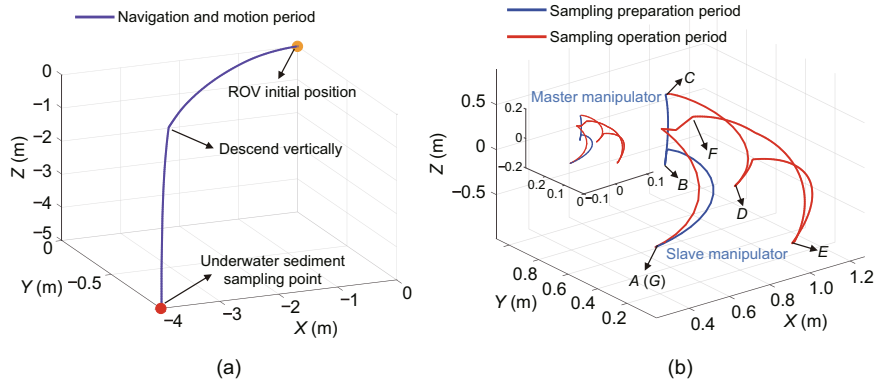 Navigation and motion period
0
−1
−2
−3
−4
−5
Z (m)
ROV initial position
Descend vertically
Underwater sediment
sampling point
0
−0.5
Y (m)
−4
−3
−2
−1
0
X (m)
(a)
Sampling preparation period
Sampling operation period
C
Master manipulator
0.5
0
−0.5
Z (m)
0.2
0
−0.2
0.2
0.1
0
−0.1
0
0.1
F
B
D
Slave manipulator
E
A (G)
0.8
0.6
0.4
0.2
Y (m)
0.4
0.6
0.8
1.0
1.2
X (m)
(b)